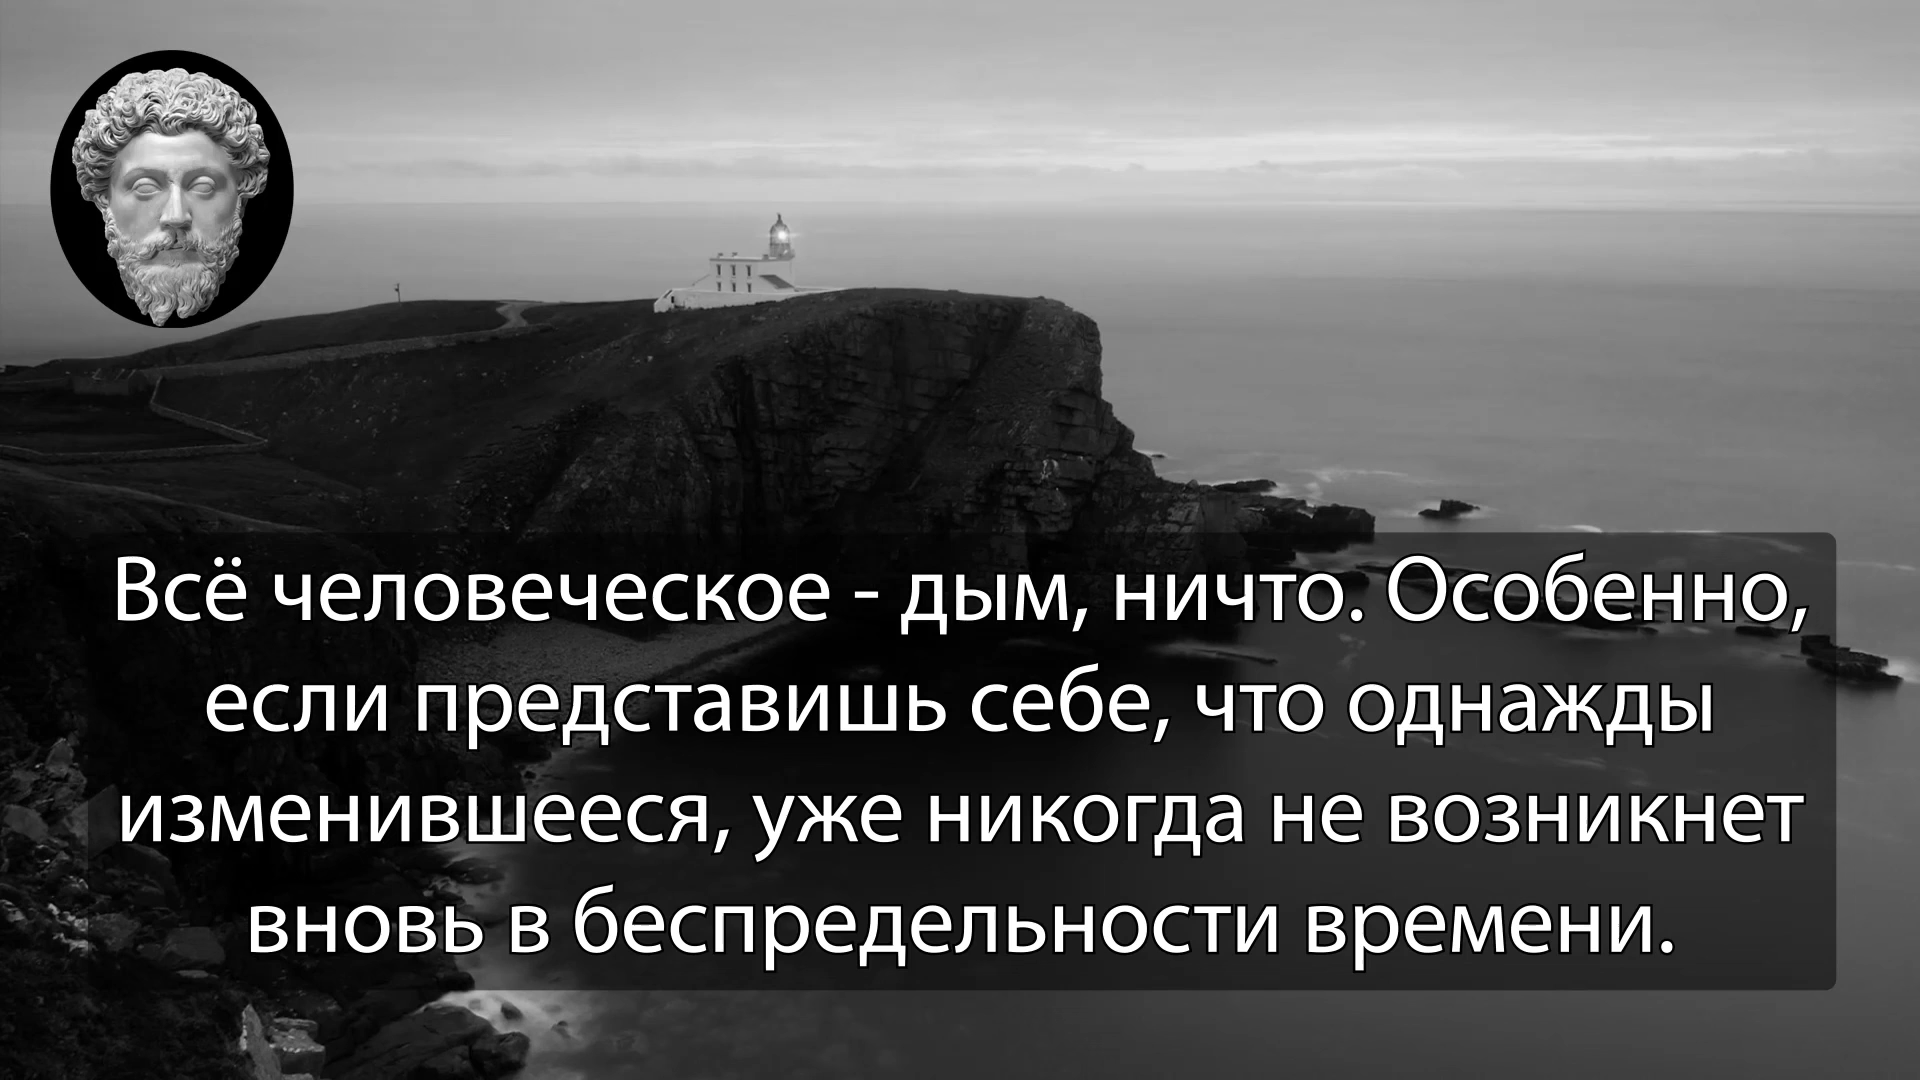 Всё человеческое - дым, ничто. Особенно,
если представишь себе, что однажды
изменившееся, уже никогда не возникнет
вновь в беспредельности времени.